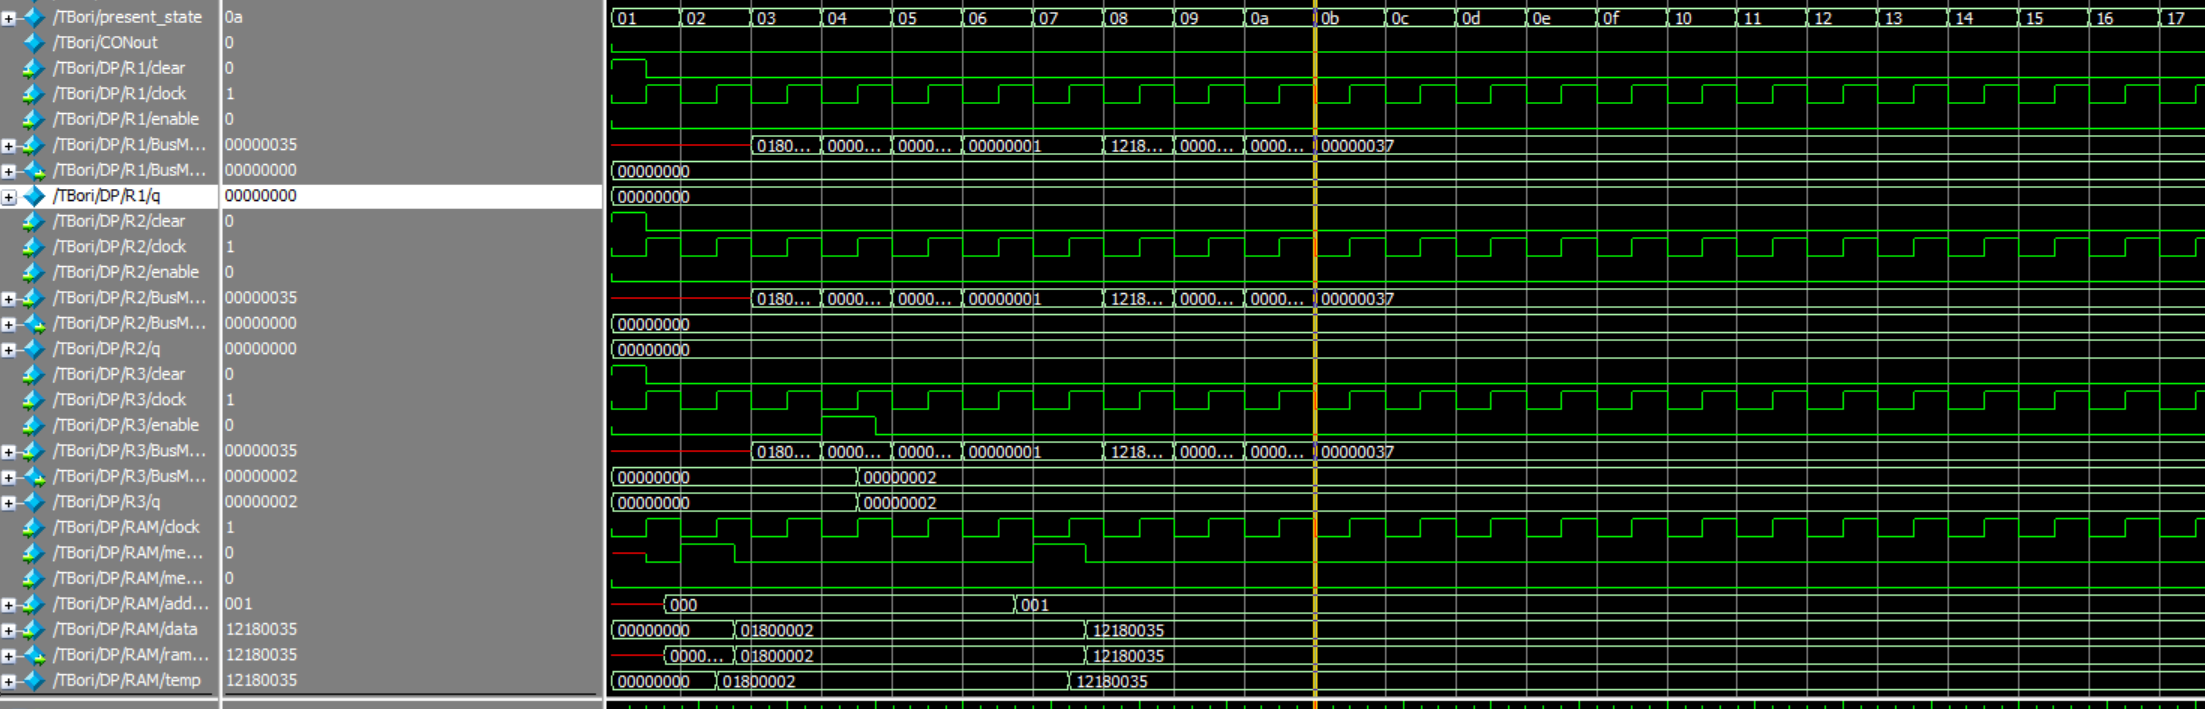 /TBori/present_state 0a 01 02 03 04 05 06 07 08 09 0a 0b 0c 0d 0e 0f 10 11 12 13 14 15 16 17
/TBori/CONout 0
/TBori/DP/R1/clear 0
/TBori/DP/R1/clock 1
/TBori/DP/R1/enable 0
/TBori/DP/R1/BusM... 00000035 0180... 0000... 0000... 00000001 1218... 0000... 0000... 00000037
/TBori/DP/R1/BusM... 00000000 00000000
/TBori/DP/R1/q 00000000 00000000
/TBori/DP/R2/clear 0
/TBori/DP/R2/clock 1
/TBori/DP/R2/enable 0
/TBori/DP/R2/BusM... 00000035 0180... 0000... 0000... 00000001 1218... 0000... 0000... 00000037
/TBori/DP/R2/BusM... 00000000 00000000
/TBori/DP/R2/q 00000000 00000000
/TBori/DP/R3/clear 0
/TBori/DP/R3/clock 1
/TBori/DP/R3/enable 0
/TBori/DP/R3/BusM... 00000035 0180... 0000... 0000... 00000001 1218... 0000... 0000... 00000037
/TBori/DP/R3/BusM... 00000002 00000000 00000002
/TBori/DP/R3/q 00000002 00000000 00000002
/TBori/DP/RAM/clock 1
/TBori/DP/RAM/me... 0
/TBori/DP/RAM/me... 0
/TBori/DP/RAM/add... 001 000 001
/TBori/DP/RAM/data 12180035 00000000 01800002 12180035
/TBori/DP/RAM/ram... 12180035 0000... 01800002 12180035
/TBori/DP/RAM/temp 12180035 00000000 01800002 12180035